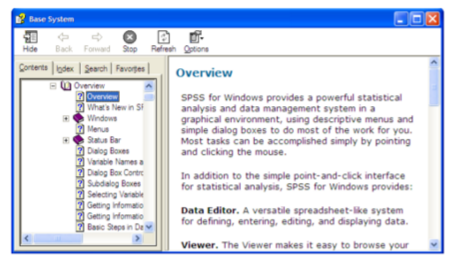 Base System
Hide Back Forward Stop Refresh Options
Contents Index Search Favorites
Overview
Overview
What's New in SF
Windows
Menus
Status Bar
Dialog Boxes
Variable Names a
Dialog Box Contro
Subdialog Boxes
Selecting Variable
Getting Informatio
Getting Informatio
Basic Steps in Da
Overview
SPSS for Windows provides a powerful statistical
analysis and data management system in a
graphical environment, using descriptive menus and
simple dialog boxes to do most of the work for you.
Most tasks can be accomplished simply by pointing
and clicking the mouse.
In addition to the simple point-and-click interface
for statistical analysis, SPSS for Windows provides:
Data Editor. A versatile spreadsheet-like system
for defining, entering, editing, and displaying data.
Viewer. The Viewer makes it easy to browse your